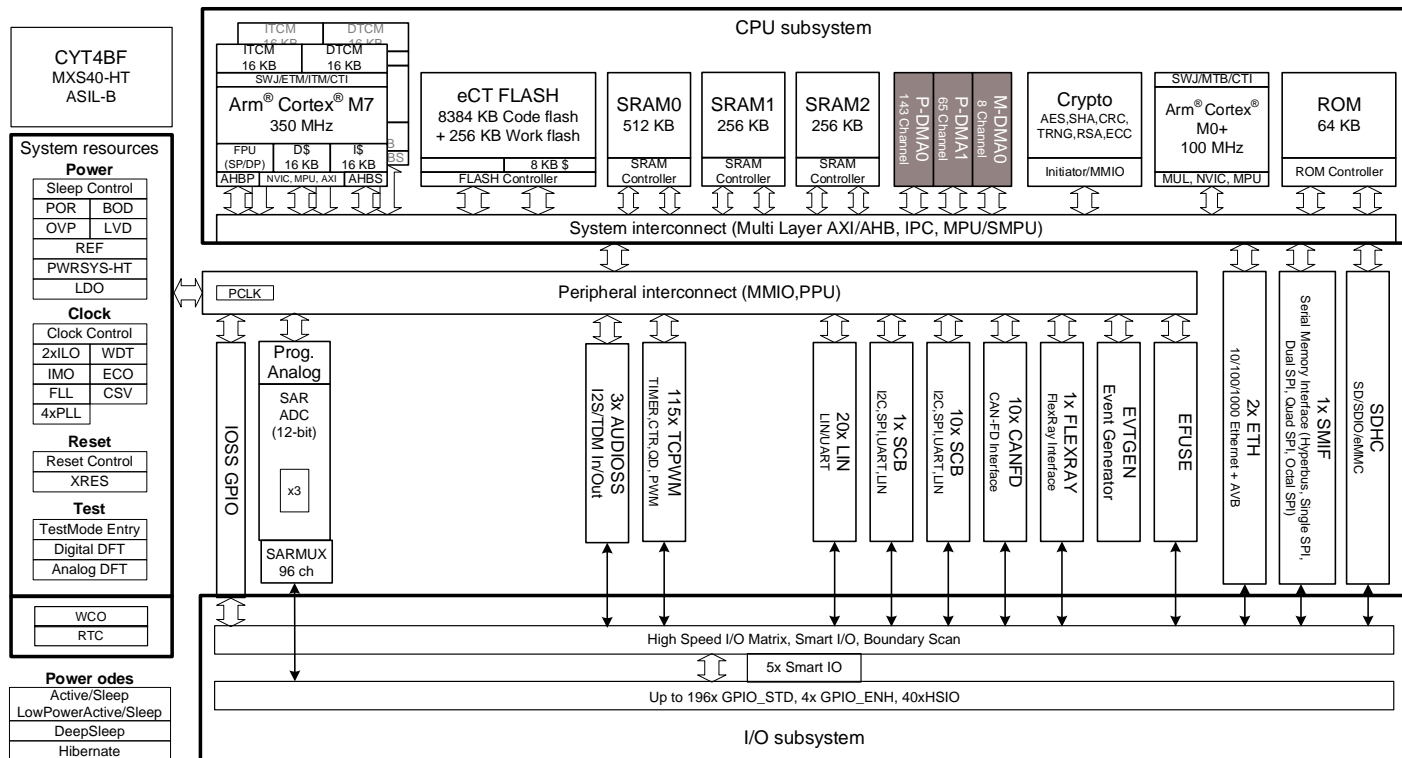 CPU subsystem
CYT4BF
MXS40-HT
ASIL-B
System resources
Power
Sleep Control
POR BOD
OVP LVD
REF
PWRSYS-HT
LDO
Clock
Clock Control
2xILO WDT
IMO ECO
FLL CSV
4xPLL
Reset
Reset Control
XRES
Test
TestMode Entry
Digital DFT
Analog DFT
WCO
RTC
Power odes
Active/Sleep
LowPowerActive/Sleep
DeepSleep
Hibernate
ITCM DTCM
16 KB 16 KB
ITCM DTCM
16 KB 16 KB
SWJ/ETM/ITM/CTI
Arm® Cortex® M7
350 MHz
FPU
(SP/DP)
D$
16 KB
I$
16 KB
AHBP NVIC, MPU, AXI AHBS
eCT FLASH
8384 KB Code flash
+ 256 KB Work flash
8 KB $
FLASH Controller
SRAM0
512 KB
SRAM
Controller
SRAM1
256 KB
SRAM
Controller
SRAM2
256 KB
SRAM
Controller
P-DMA0
143 Channel
P-DMA1
65 Channel
M-DMA0
8 Channel
Crypto
AES,SHA,CRC,
TRNG,RSA,ECC
Initiator/MMIO
SWJ/MTB/CTI
Arm® Cortex®
M0+
100 MHz
MUL, NVIC, MPU
ROM
64 KB
ROM Controller
System interconnect (Multi Layer AXI/AHB, IPC, MPU/SMPU)
PCLK
Peripheral interconnect (MMIO,PPU)
IOSS GPIO
Prog.
Analog
SAR
ADC
(12-bit)
x3
SARMUX
96 ch
3x AUDIOSS
I2S/TDM In/Out
115x TCPWM
TIMER,CTR,QD, PWM
20x LIN
LIN/UART
1x SCB
I2C,SPI,UART,LIN
10x SCB
I2C,SPI,UART,LIN
10x CANFD
CAN-FD Interface
1x FLEXRAY
FlexRay Interface
EVTGEN
Event Generator
EFUSE
2x ETH
10/100/1000 Ethernet + AVB
1x SMIF
Serial Memory Interface (Hyperbus, Single SPI,
Dual SPI, Quad SPI, Octal SPI)
SDHC
SD/SDIO/eMMC
High Speed I/O Matrix, Smart I/O, Boundary Scan
5x Smart IO
Up to 196x GPIO_STD, 4x GPIO_ENH, 40xHSIO
I/O subsystem